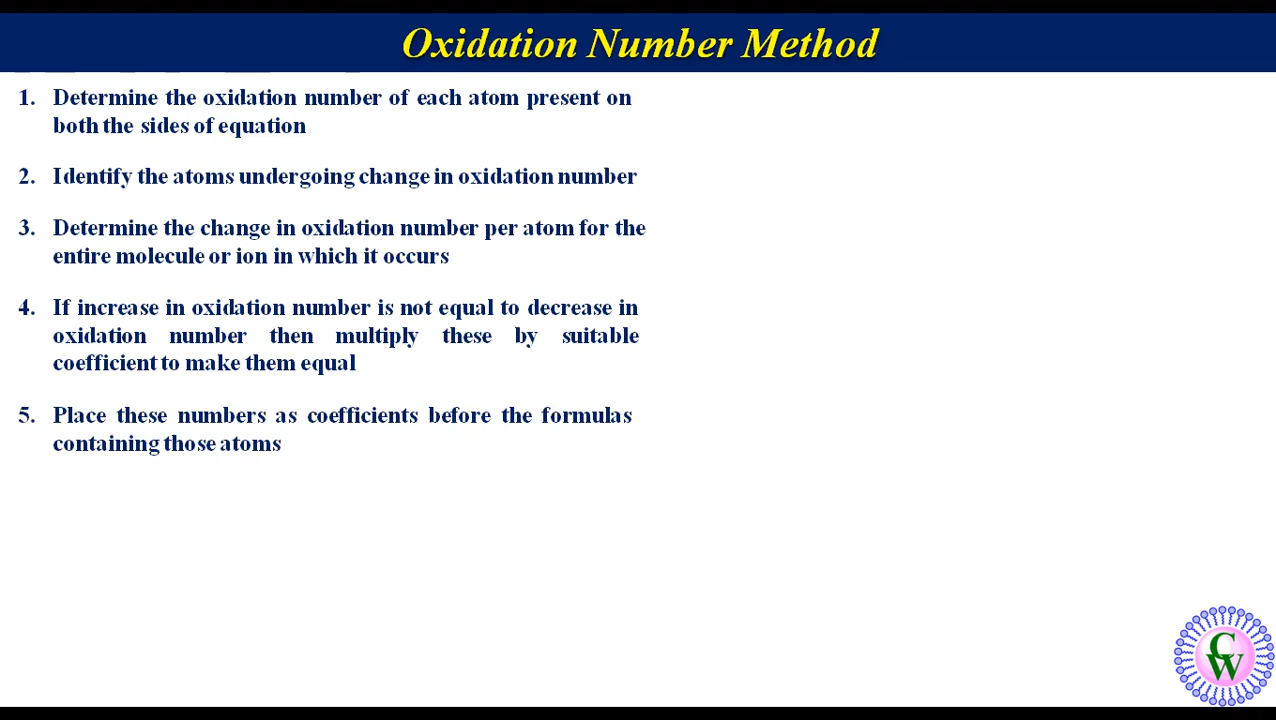 Oxidation Number Method
1. Determine the oxidation number of each atom present on
both the sides of equation
2. Identify the atoms undergoing change in oxidation number
3. Determine the change in oxidation number per atom for the
entire molecule or ion in which it occurs
4. If increase in oxidation number is not equal to decrease in
oxidation number then multiply these by suitable
coefficient to make them equal
5. Place these numbers as coefficients before the formulas
containing those atoms
C
W